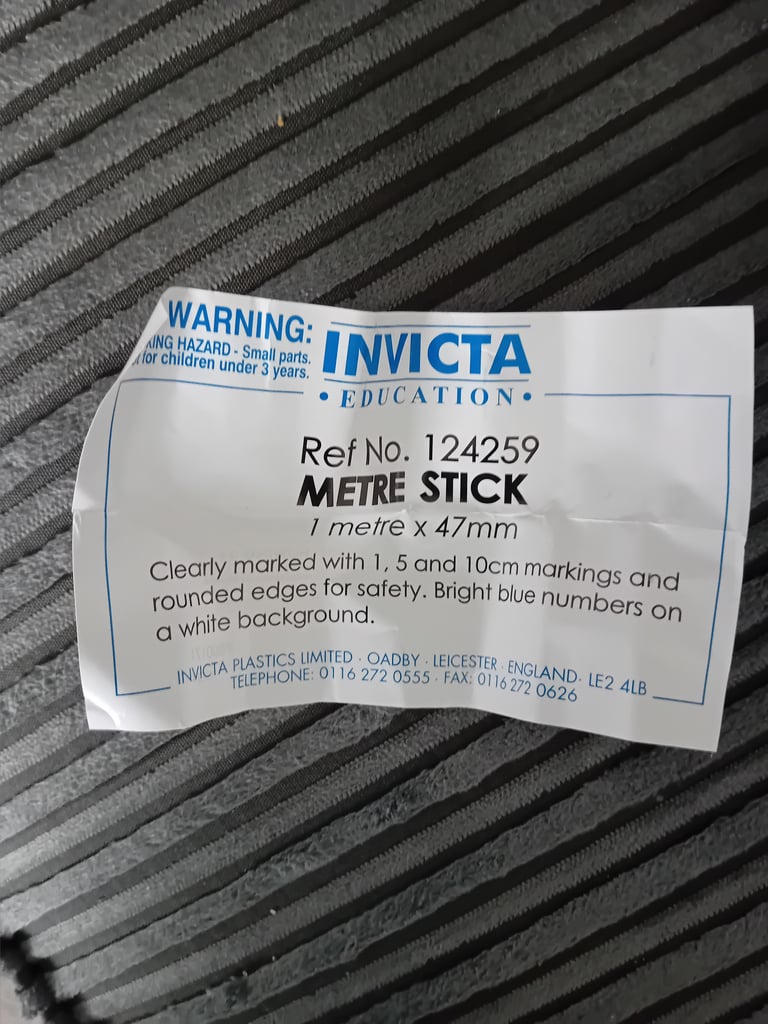 WARNING:
KING HAZARD - Small parts.
for children under 3 years.
INVICTA
• EDUCATION •
Ref No. 124259
METRE STICK
1 metre x 47mm
Clearly marked with 1, 5 and 10cm markings and
rounded edges for safety. Bright blue numbers on
a white background.
INVICTA PLASTICS LIMITED · OADBY · LEICESTER · ENGLAND · LE2 4LB
TELEPHONE: 0116 272 0555 · FAX: 0116 272 0626